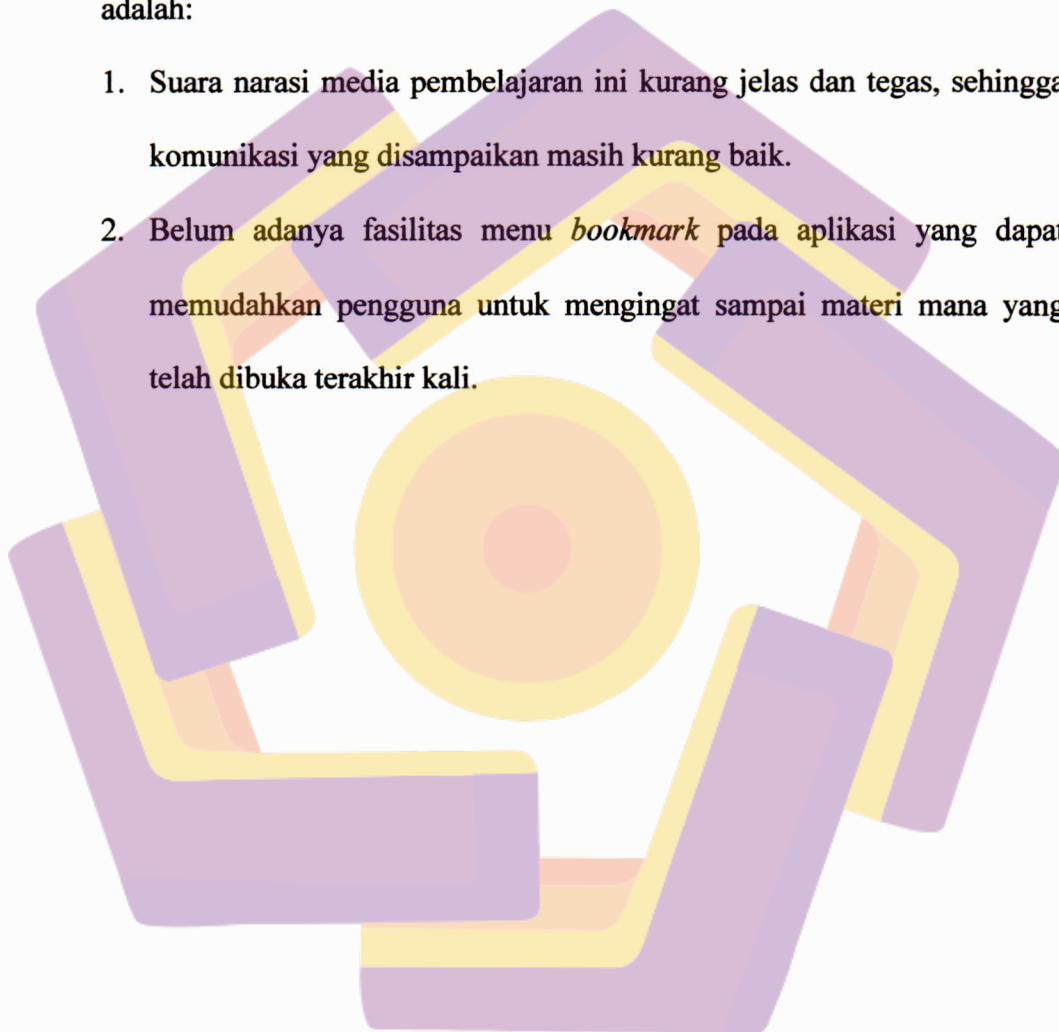 adalah:
1. Suara narasi media pembelajaran ini kurang jelas dan tegas, sehingga
komunikasi yang disampaikan masih kurang baik.
2. Belum adanya fasilitas menu bookmark pada aplikasi yang dapat
memudahkan pengguna untuk mengingat sampai materi mana yang
telah dibuka terakhir kali.